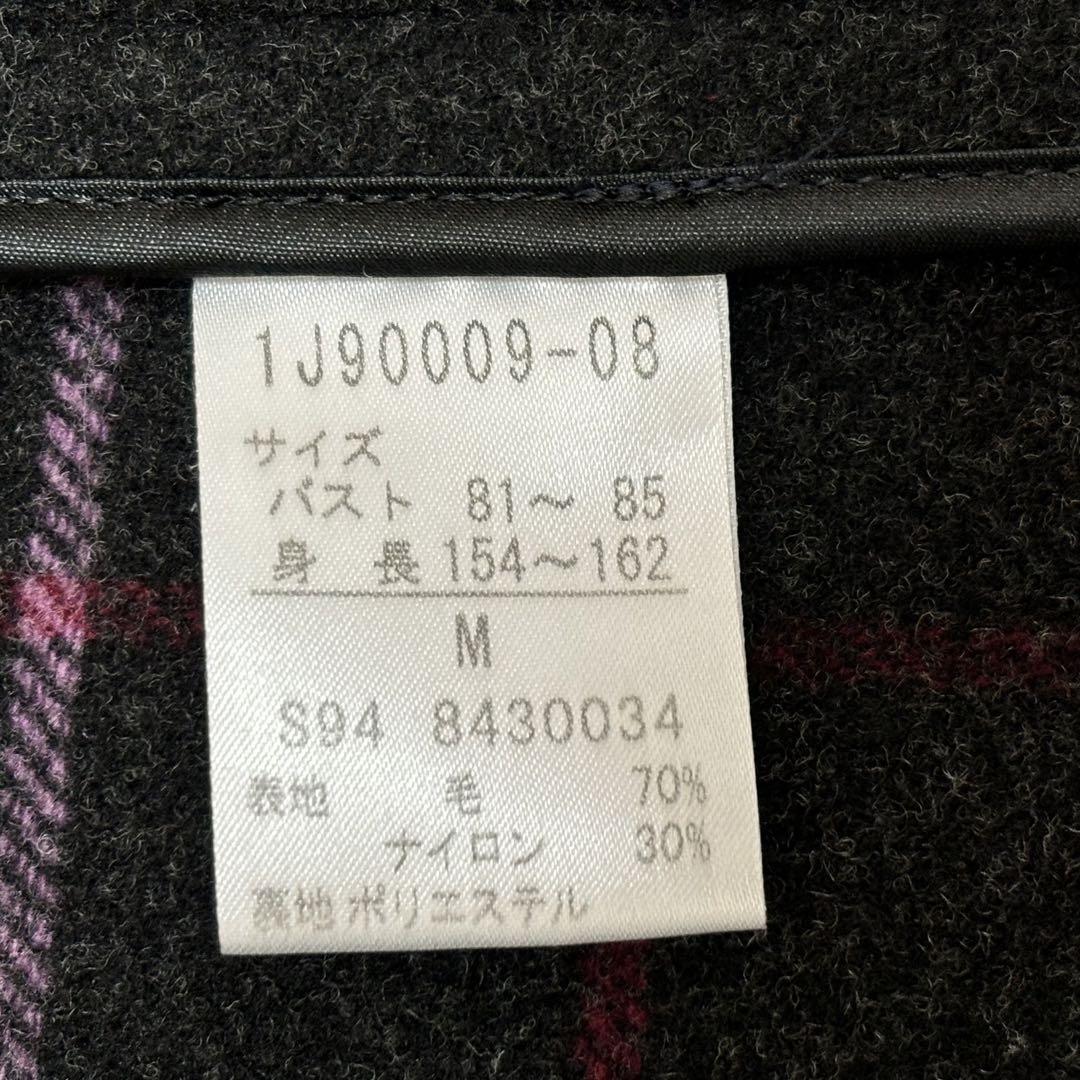 1J90009-08
サイズ
バスト 81～ 85
身 長 154～162
M
S94 8430034
表地 毛 70%
ナイロン 30%
裏地 ポリエステル